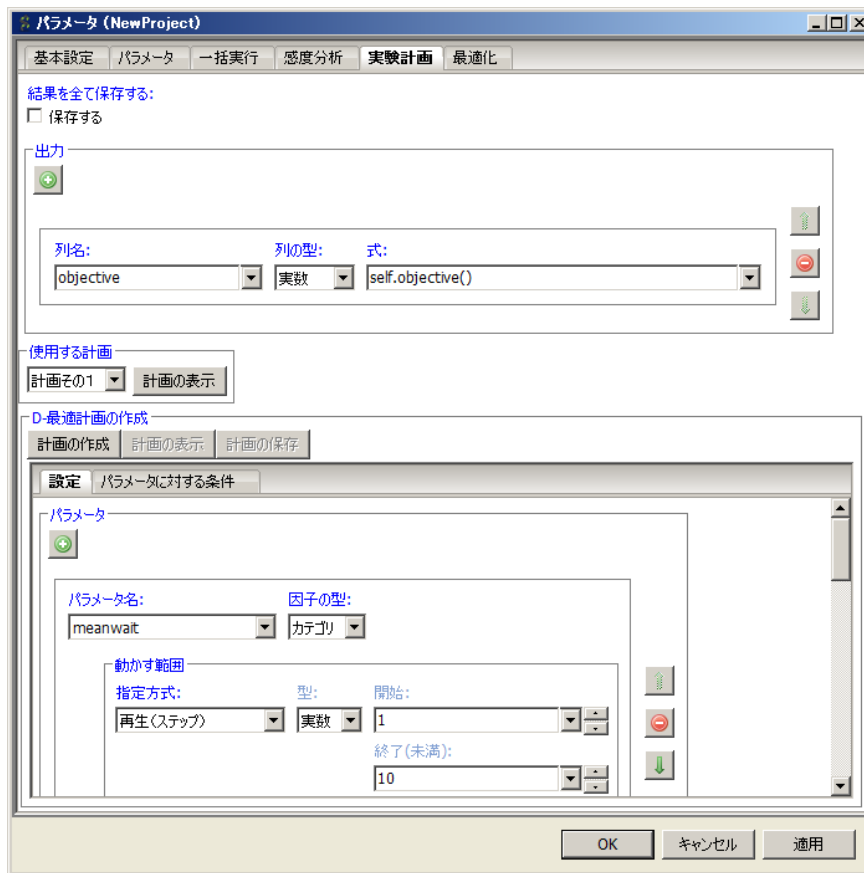 パラメータ (NewProject)
基本設定 パラメータ 一括実行 感度分析 実験計画 最適化
結果を全て保存する:
保存する
出力
列名: 列の型: 式:
objective 実数 self.objective()
使用する計画
計画その1 計画の表示
D-最適計画の作成
計画の作成 計画の表示 計画の保存
設定 パラメータに対する条件
パラメータ
パラメータ名: 因子の型:
meanwait カテゴリ
動かす範囲
指定方式: 型: 開始:
再生(ステップ) 実数 1
終了(未満):
10
OK キャンセル 適用